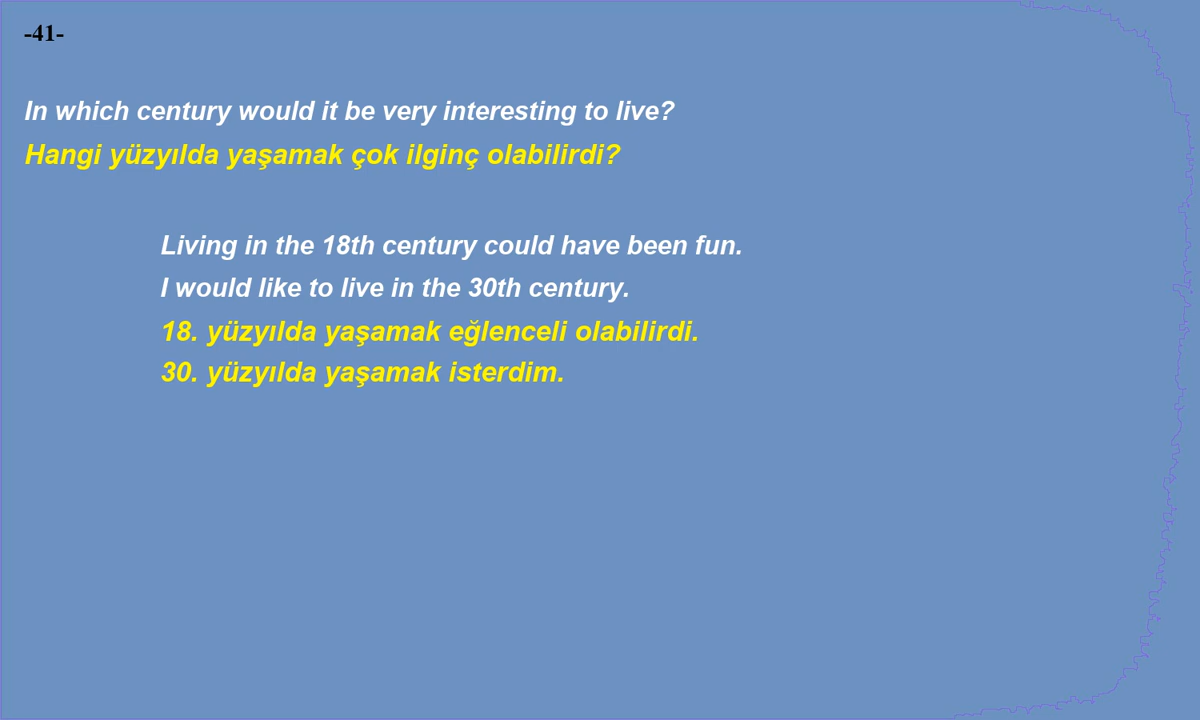 -41-
In which century would it be very interesting to live?
Hangi yüzyılda yaşamak çok ilginç olabilirdi?
Living in the 18th century could have been fun.
I would like to live in the 30th century.
18. yüzyılda yaşamak eğlenceli olabilirdi.
30. yüzyılda yaşamak isterdim.